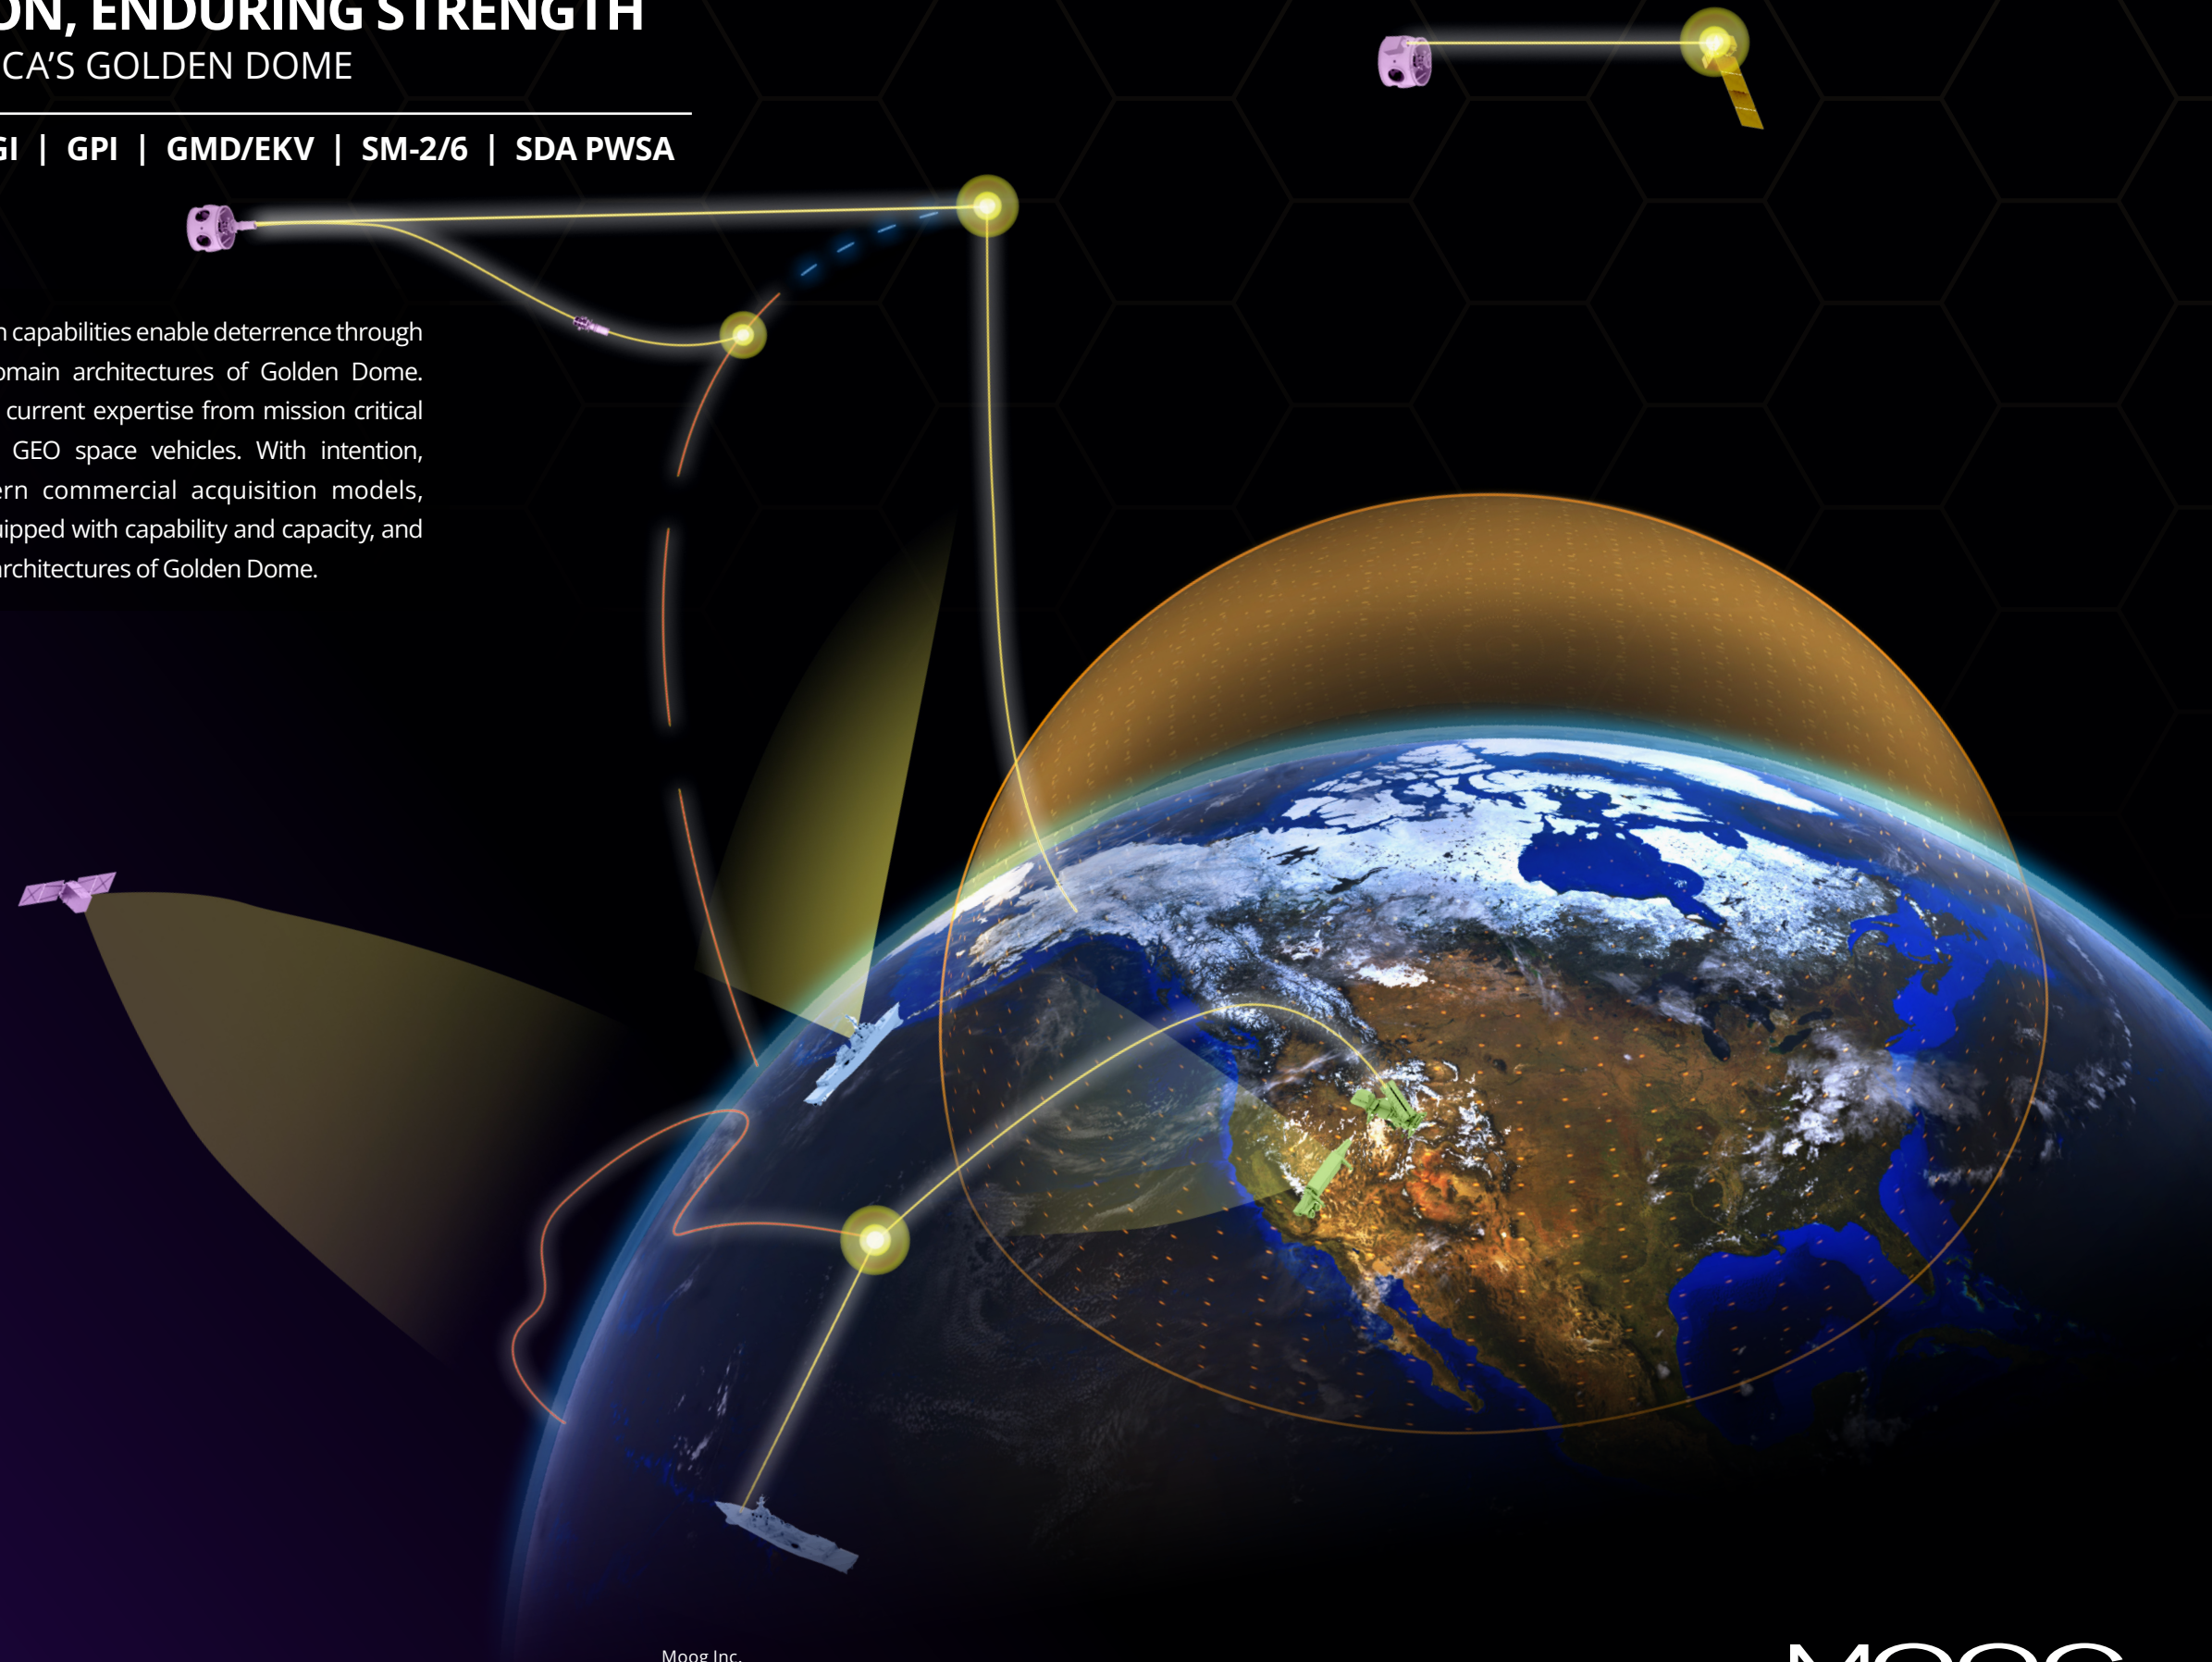 ON, ENDURING STRENGTH
CA'S GOLDEN DOME
GI | GPI | GMD/EKV | SM-2/6 | SDA PWSA
n capabilities enable deterrence through
omain architectures of Golden Dome.
current expertise from mission critical
GEO space vehicles. With intention,
ern commercial acquisition models,
uipped with capability and capacity, and
architectures of Golden Dome.
Moog Inc.
MOOG